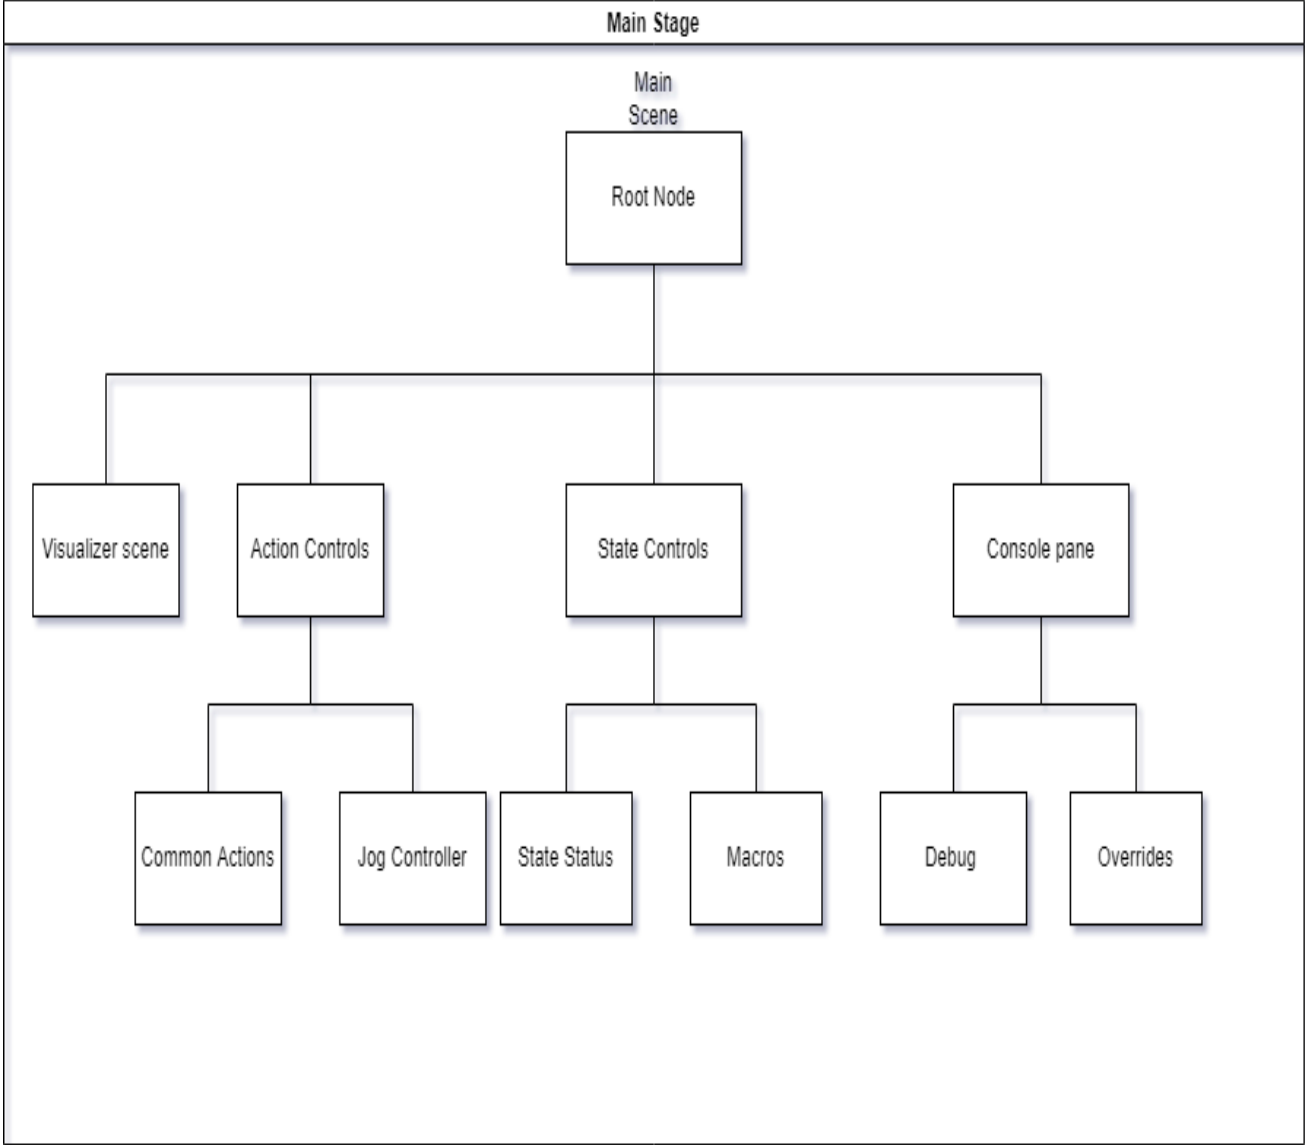 Main Stage
Main
Scene
Root Node
Visualizer scene
Action Controls
State Controls
Console pane
Common Actions
Jog Controller
State Status
Macros
Debug
Overrides